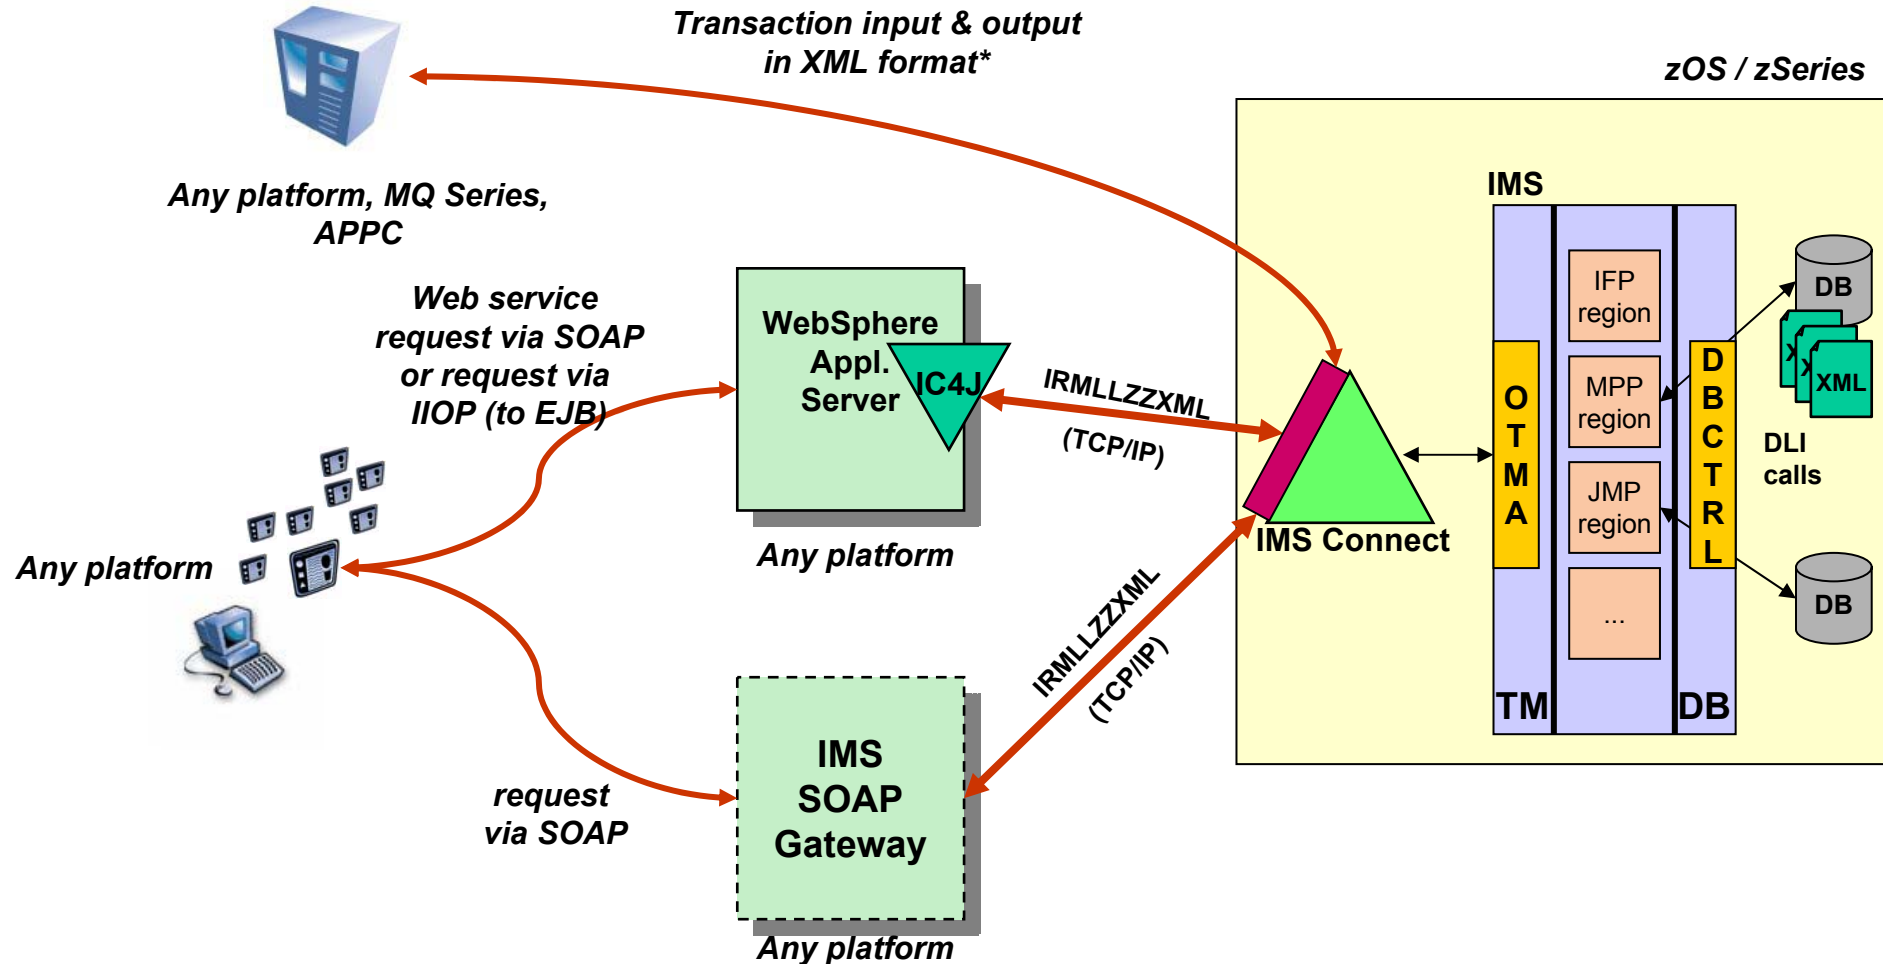 Transaction input & output
in XML format*
zOS / zSeries
Any platform, MQ Series,
APPC
IMS
Web service
request via SOAP
or request via
IIOP (to EJB)
WebSphere
Appl.
Server
IC4J
IRMLLZZXML
(TCP/IP)
Any platform
IFP
region
MPP
region
JMP
region
...
O
T
M
A
D
B
C
T
R
L
DB
X
X
XML
DLI
calls
DB
IMS Connect
TM
DB
Any platform
IRMLLZZXML
(TCP/IP)
request
via SOAP
IMS
SOAP
Gateway
Any platform